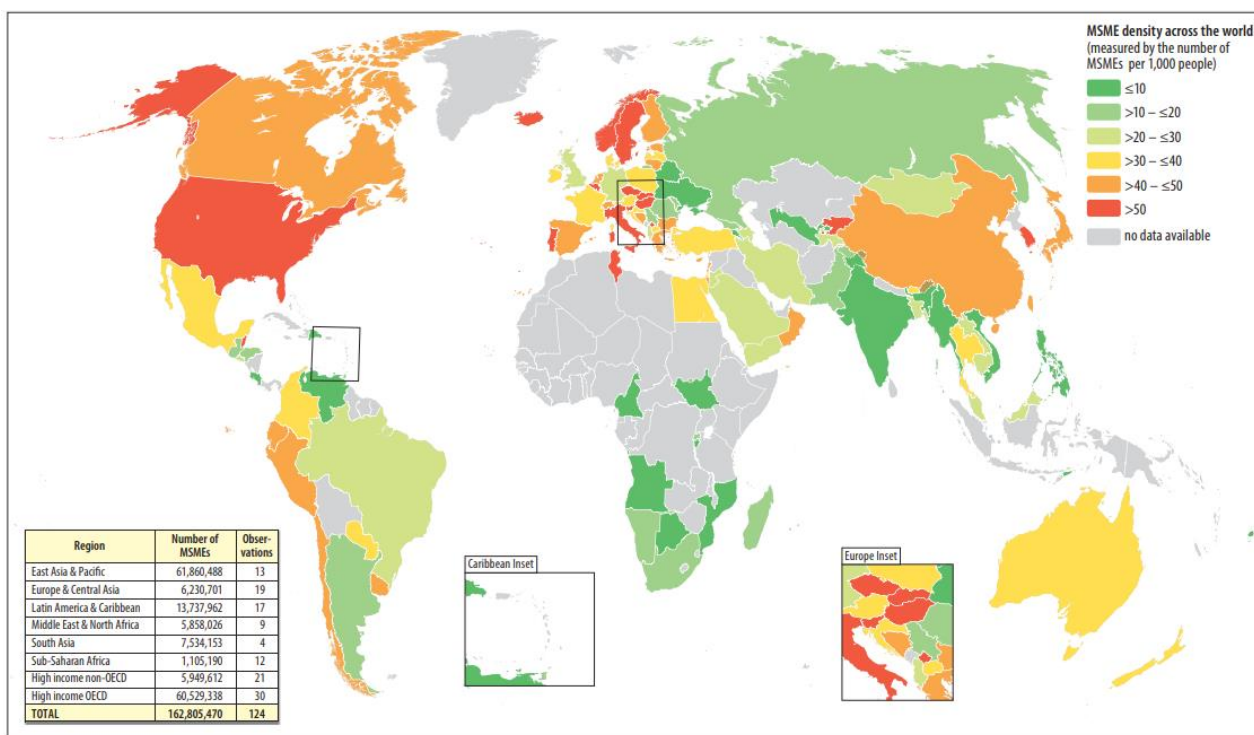 MSME density across the world
(measured by the number of
MSMEs per 1,000 people)
≤10
>10 – ≤20
>20 – ≤30
>30 – ≤40
>40 – ≤50
>50
no data available
Region Number of MSMEs Obser-vations
East Asia & Pacific 61,860,488 13
Europe & Central Asia 6,230,701 19
Latin America & Caribbean 13,737,962 17
Middle East & North Africa 5,858,026 9
South Asia 7,534,153 4
Sub-Saharan Africa 1,105,190 12
High income non-OECD 5,949,612 21
High income OECD 60,529,338 30
TOTAL 162,805,470 124
Caribbean Inset
Europe Inset